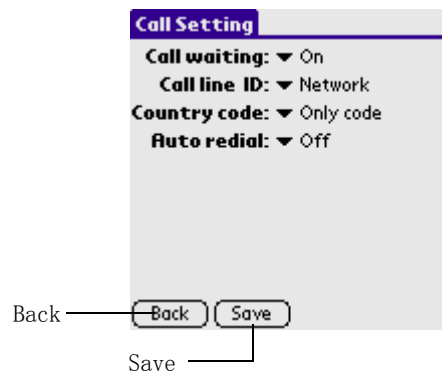 Call Setting
Call waiting: On
Call line ID: Network
Country code: Only code
Auto redial: Off
Back Back Save
Save